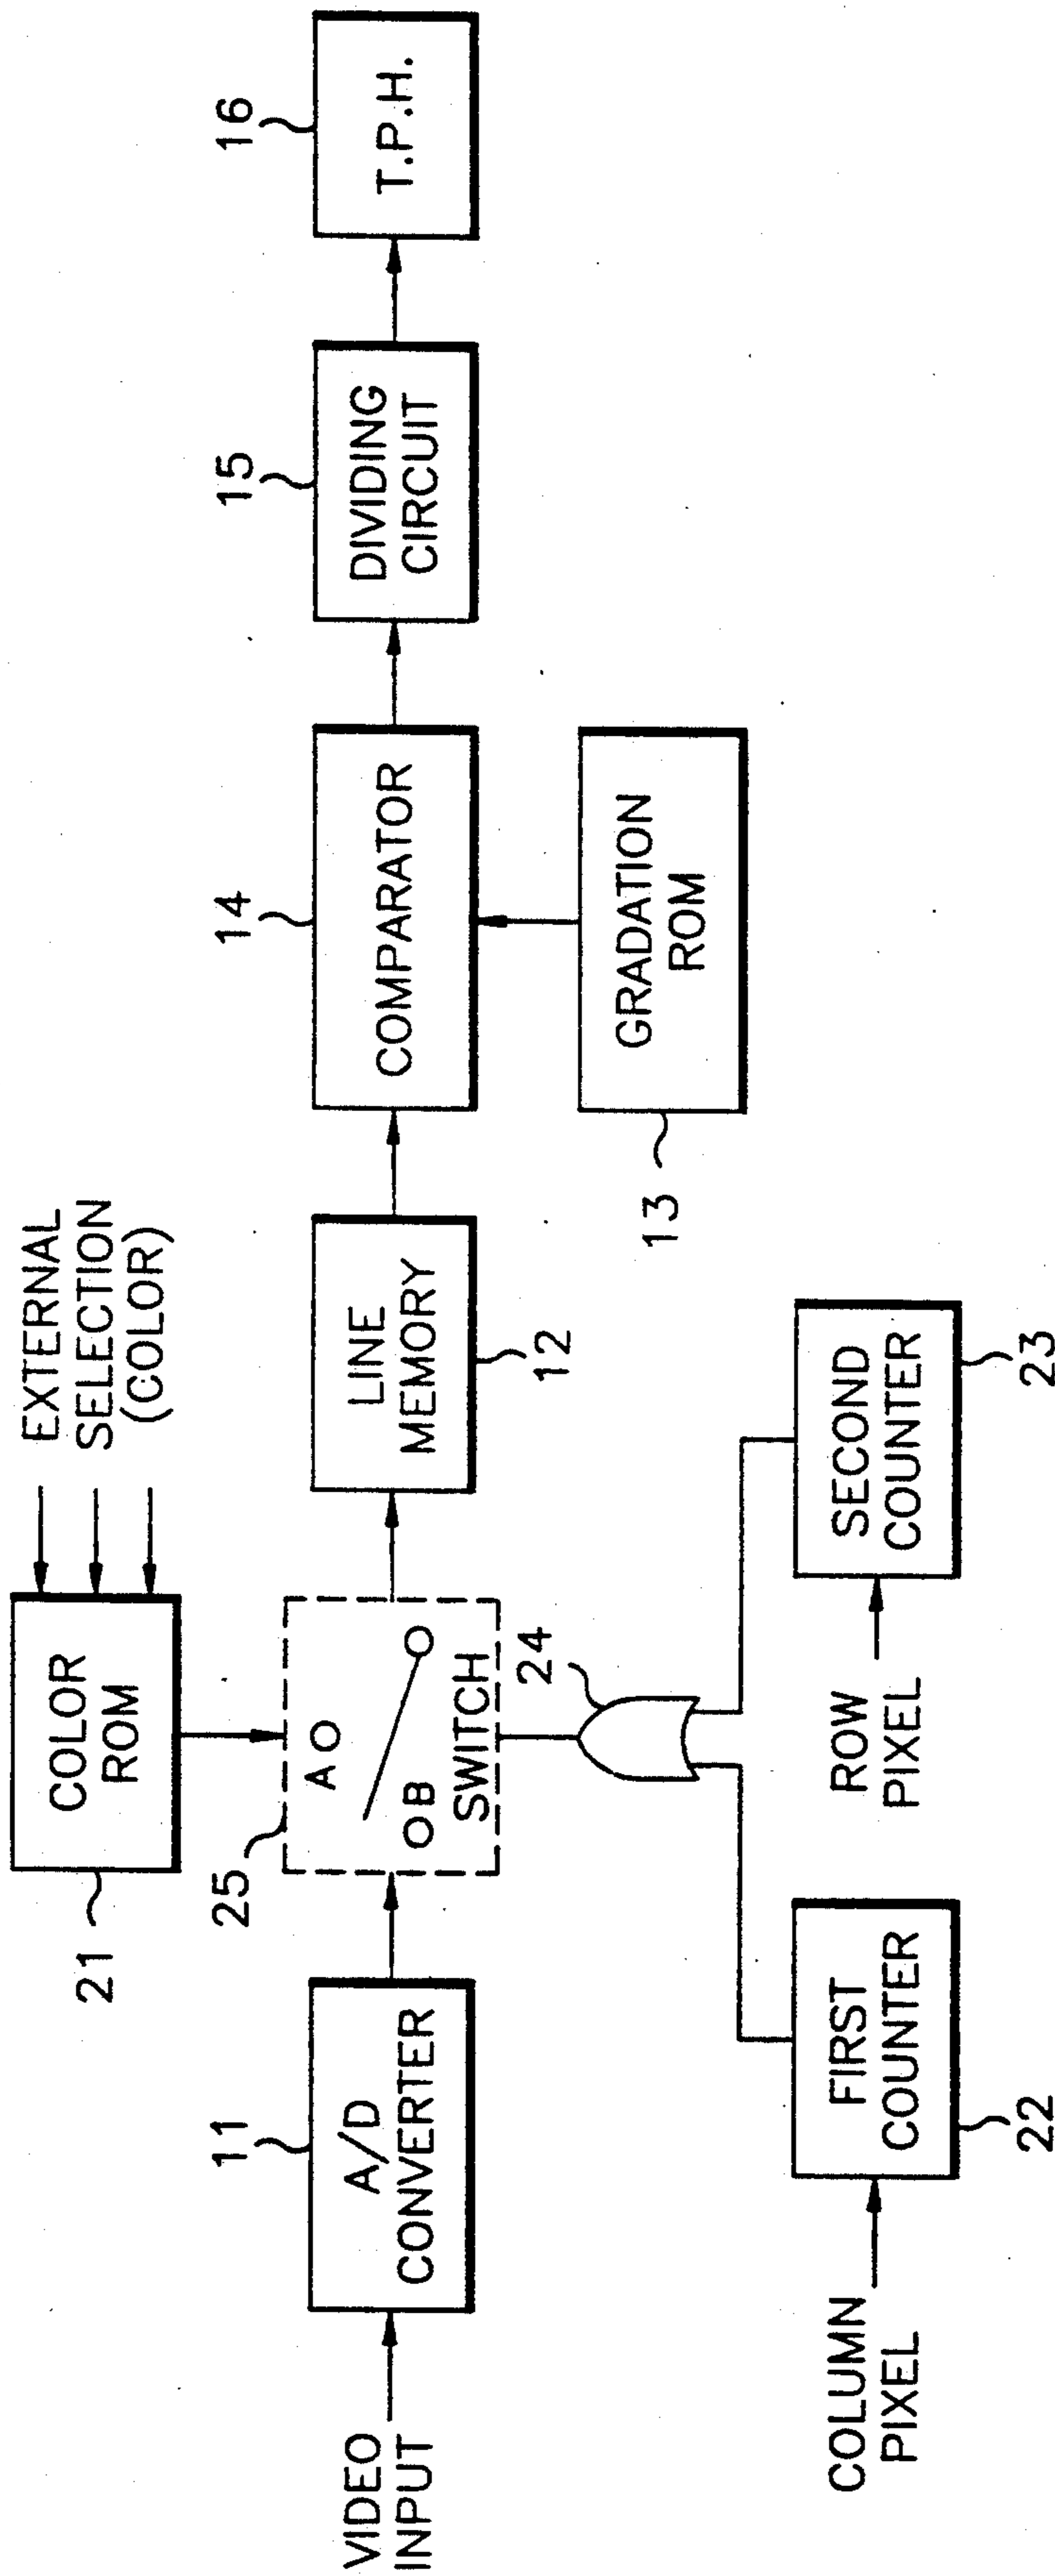 EXTERNAL
SELECTION
(COLOR)
COLOR
ROM
21
25
A
B
SWITCH
VIDEO
INPUT
A/D
CONVERTER
11
LINE
MEMORY
12
COMPARATOR
14
DIVIDING
CIRCUIT
15
T.P.H.
16
GRADATION
ROM
13
24
COLUMN
PIXEL
FIRST
COUNTER
22
ROW
PIXEL
SECOND
COUNTER
23